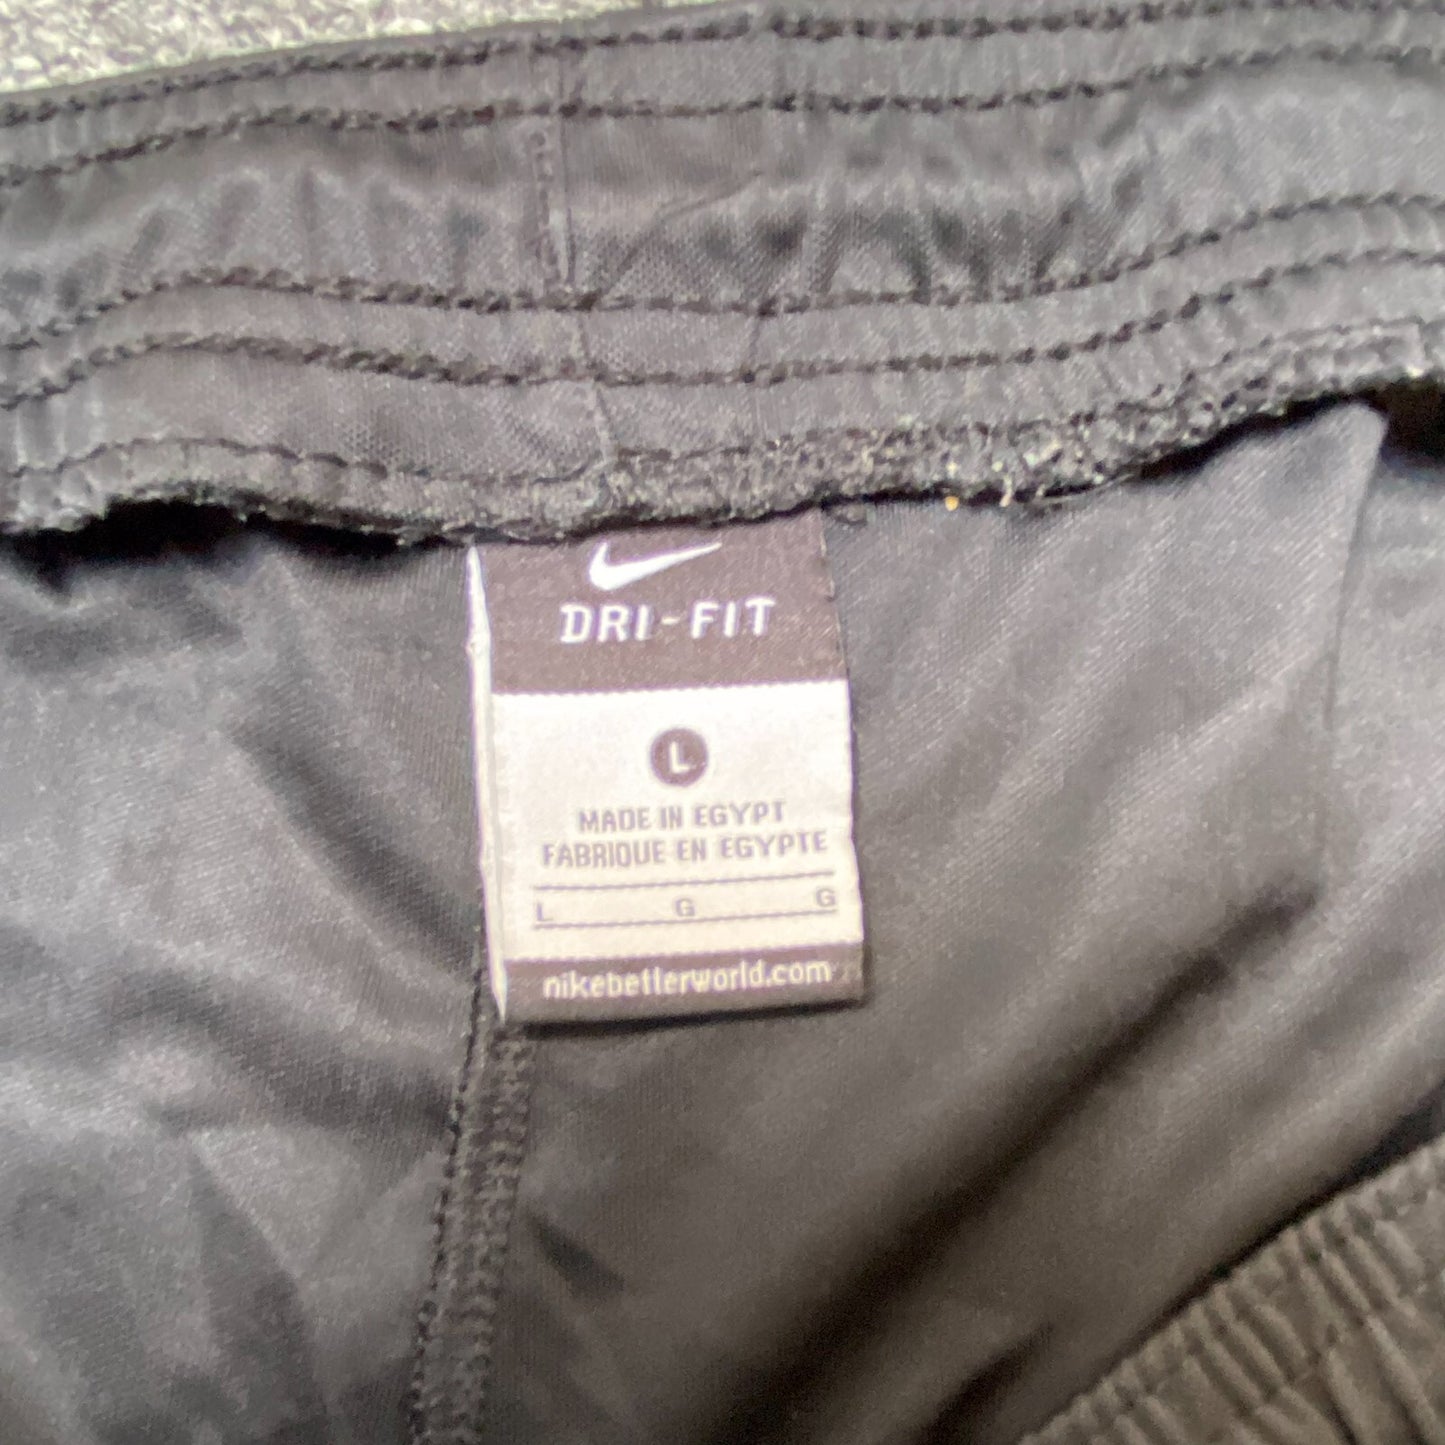 DRI-FIT
L
MADE IN EGYPT
FABRIQUE EN EGYPTE
L G G
nikebetterworld.com